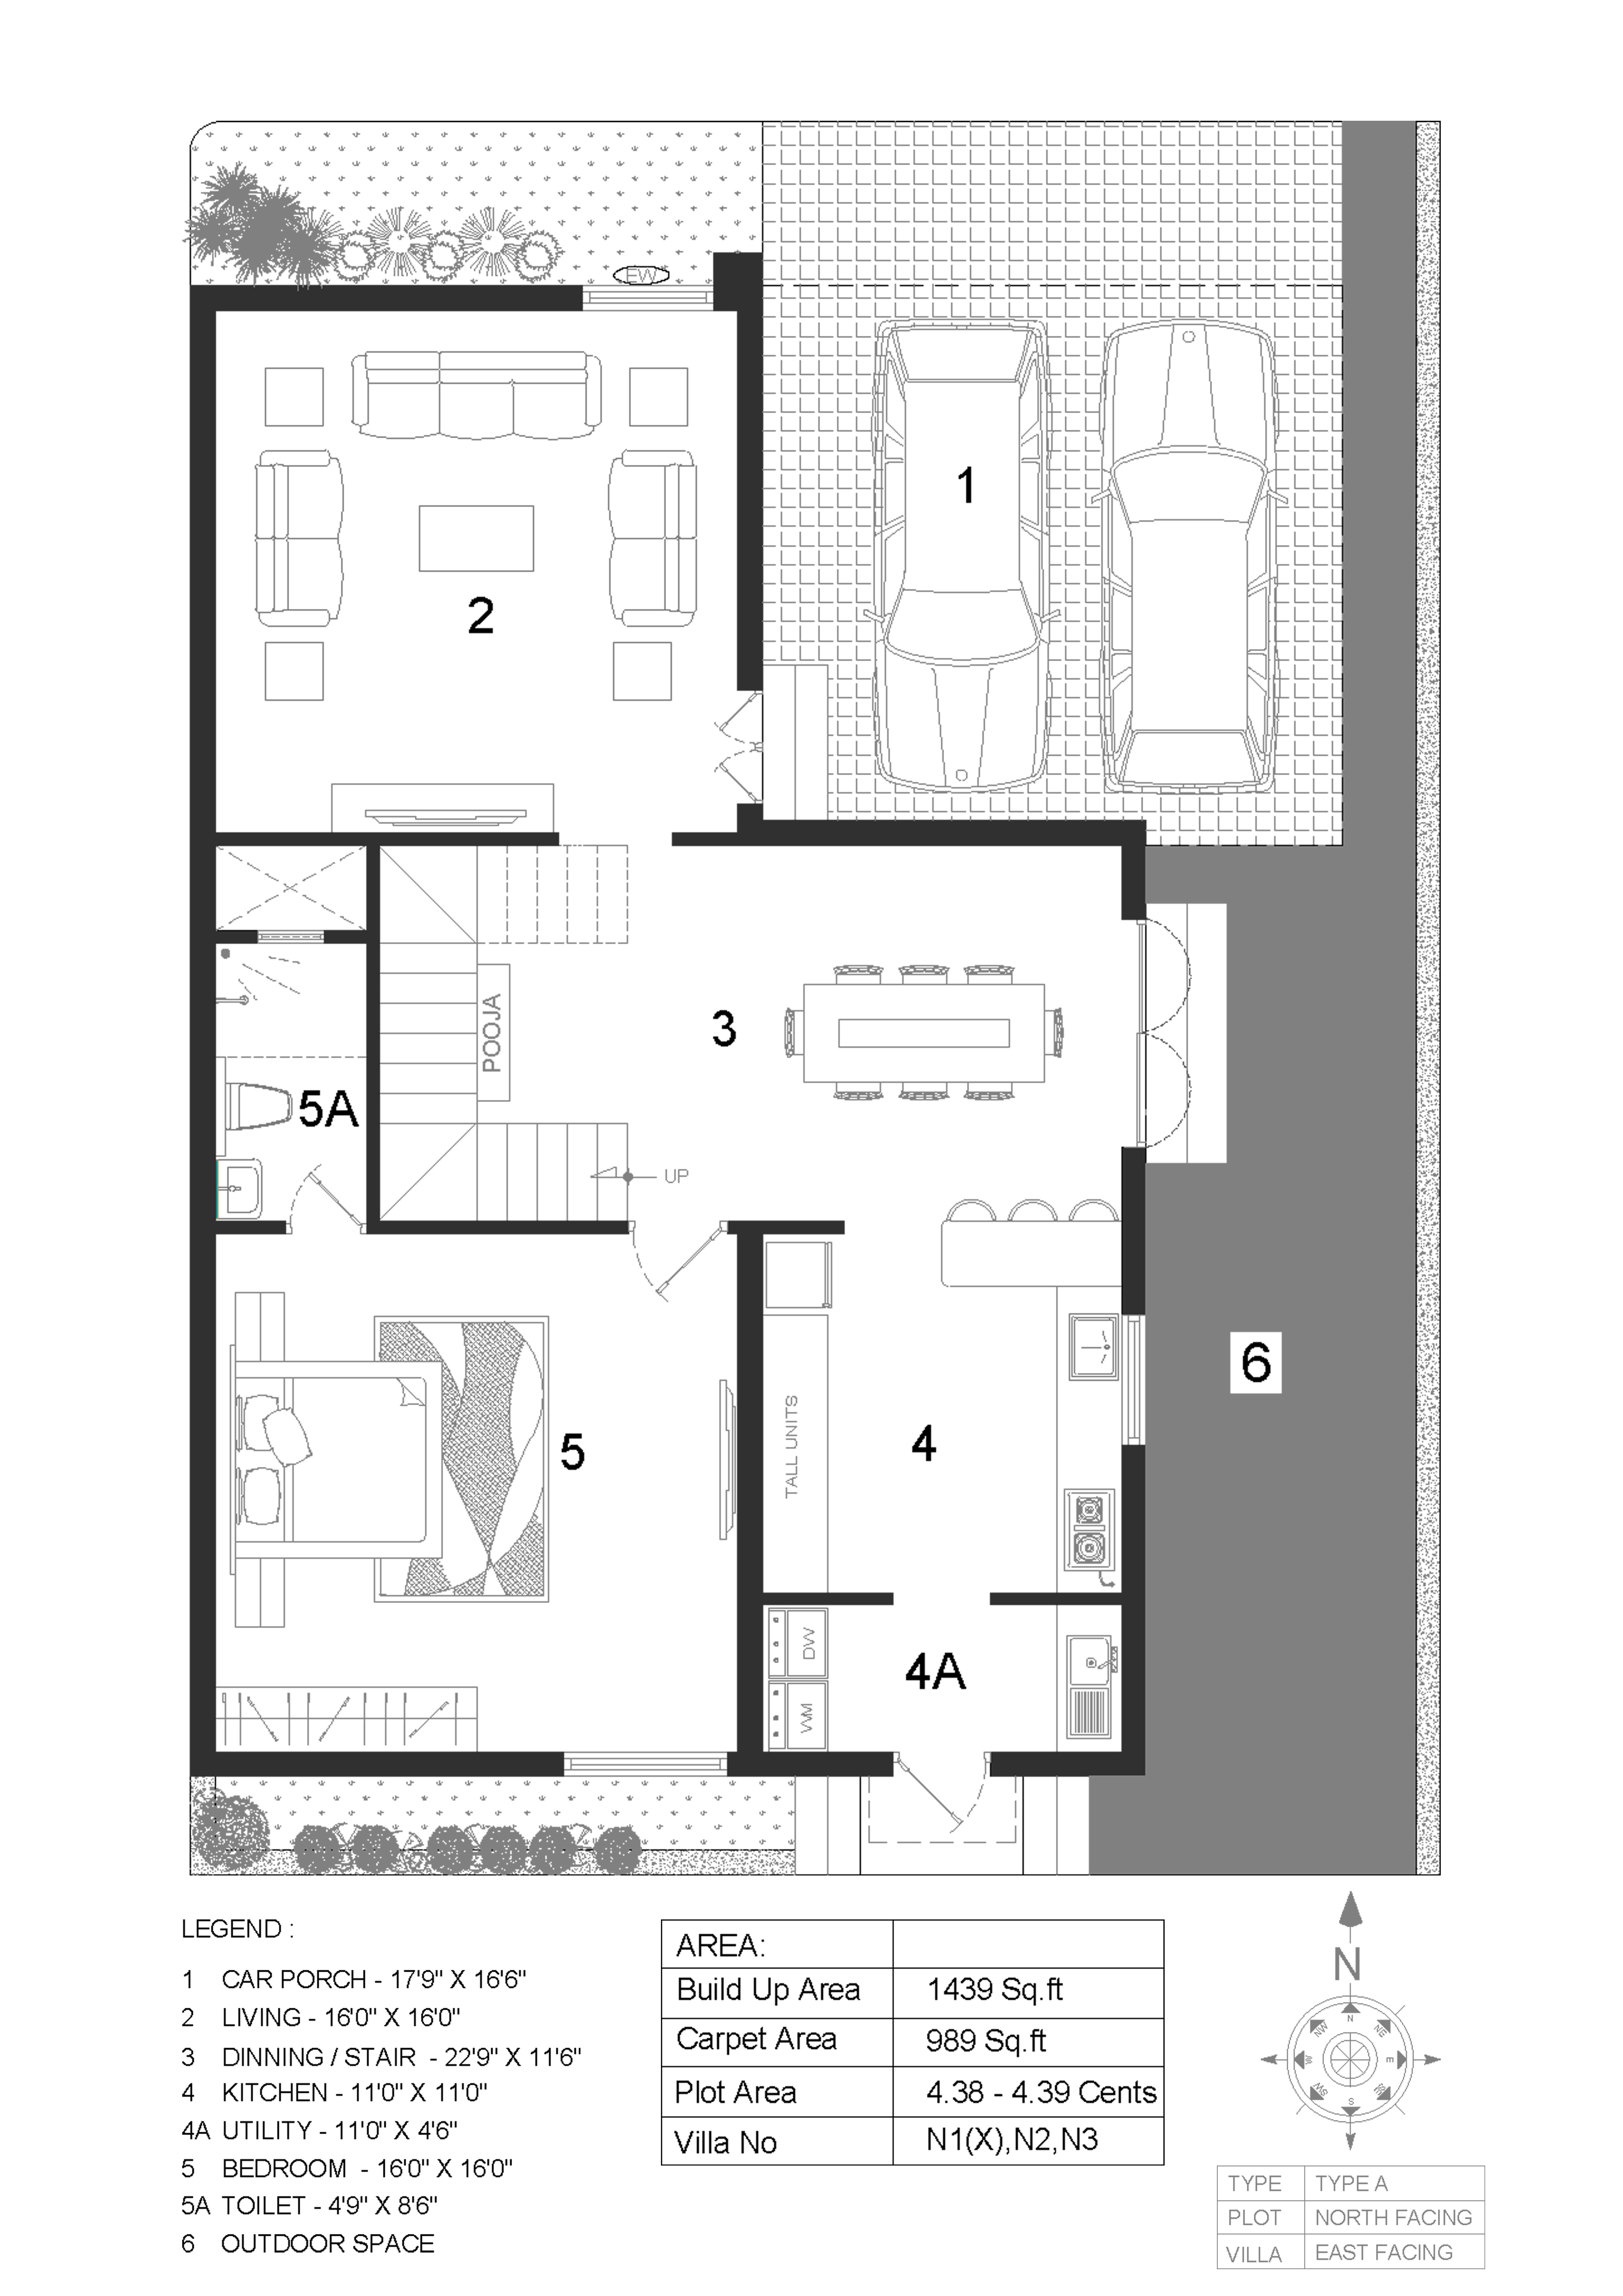 EW
1
2
3
POOJA
5A
UP
6
5
TALL UNITS
4
DW
4A
WM
LEGEND :
1 CAR PORCH - 17'9" X 16'6"
2 LIVING - 16'0" X 16'0"
3 DINNING / STAIR - 22'9" X 11'6"
4 KITCHEN - 11'0" X 11'0"
4A UTILITY - 11'0" X 4'6"
5 BEDROOM - 16'0" X 16'0"
5A TOILET - 4'9" X 8'6"
6 OUTDOOR SPACE
AREA:
Build Up Area 1439 Sq.ft
Carpet Area 989 Sq.ft
Plot Area 4.38 - 4.39 Cents
Villa No N1(X),N2,N3
N
N
NW NE
W E
SW
S
TYPE TYPE A
PLOT NORTH FACING
VILLA EAST FACING